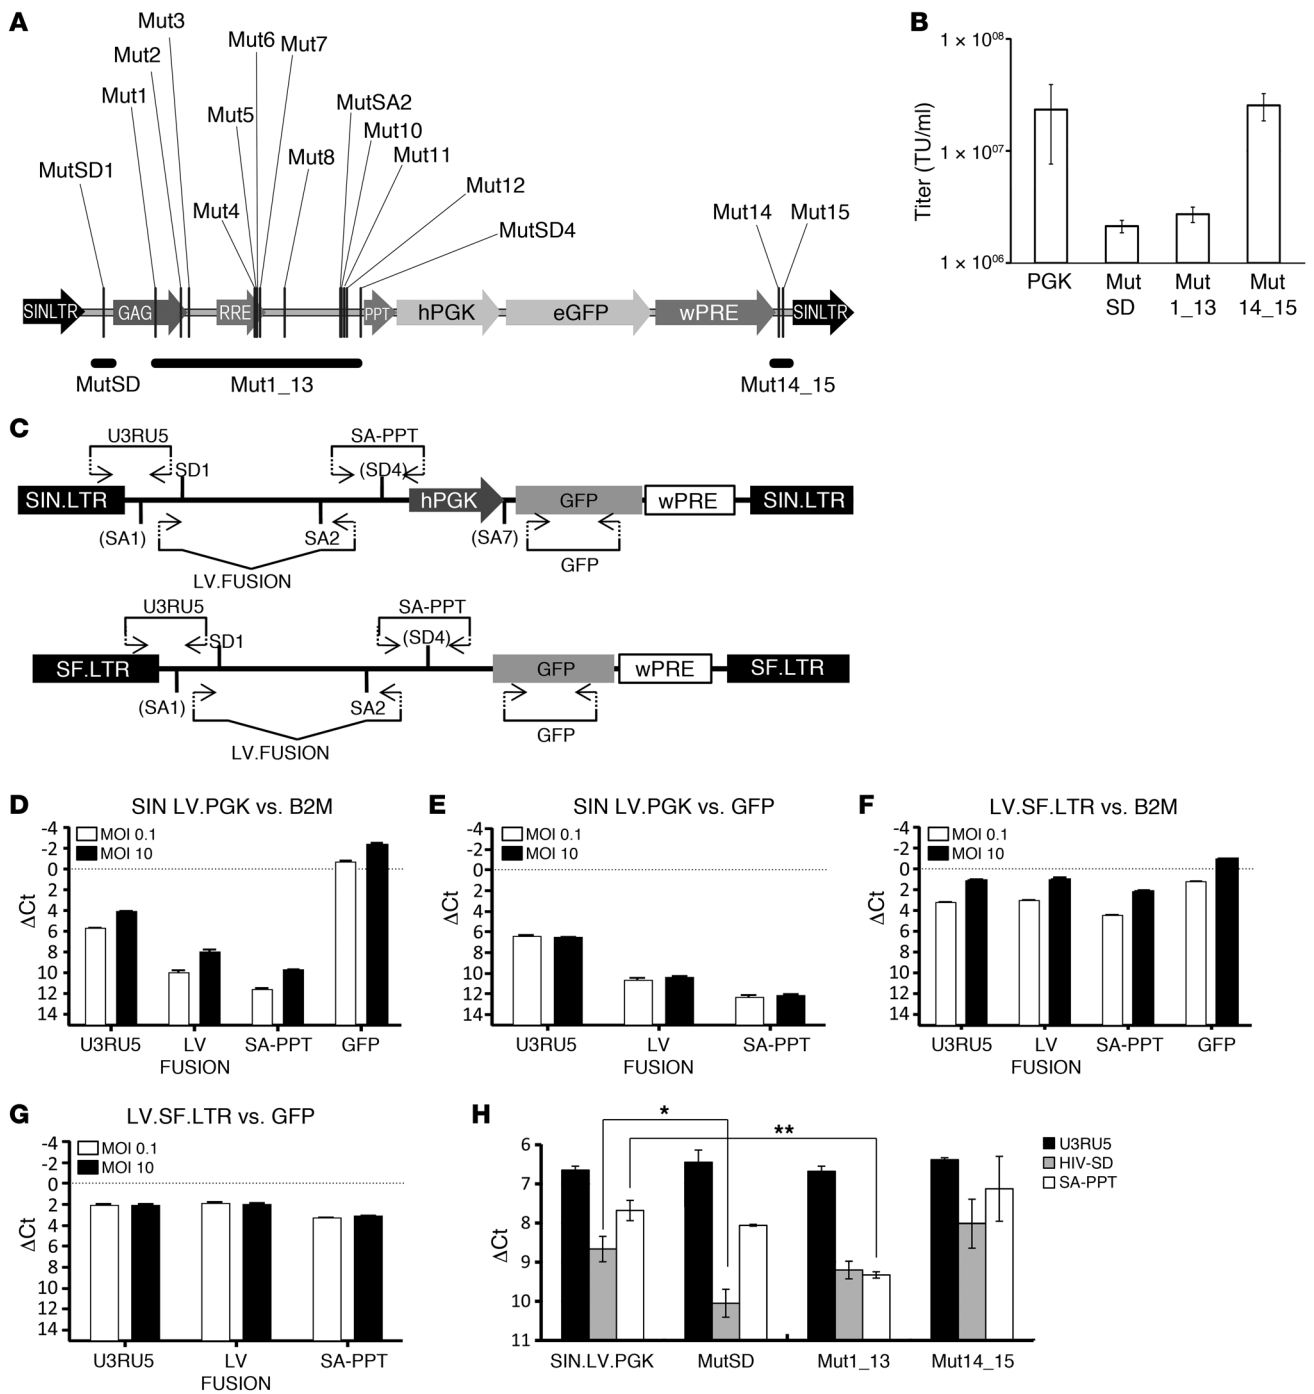 A
Mut3
Mut2
Mut1
Mut6
Mut7
Mut5
MutSA2
Mut10
Mut11
Mut8
MutSD1
Mut12
Mut4
MutSD4
Mut14
Mut15
SINLTR
GAG
RRE
PPT
hPGK
eGFP
wPRE
SINLTR
MutSD
Mut1_13
Mut14_15
B
Titer (TU/ml)
1 × 10⁰⁸
1 × 10⁰⁷
1 × 10⁰⁶
PGK
Mut SD
Mut 1_13
Mut 14_15
C
U3RU5
SA-PPT
SD1
(SD4)
SIN.LTR
hPGK
GFP
wPRE
SIN.LTR
(SA1)
SA2
(SA7)
LV.FUSION
GFP
U3RU5
SA-PPT
SD1
(SD4)
SF.LTR
GFP
wPRE
SF.LTR
(SA1)
SA2
LV.FUSION
GFP
D
SIN LV.PGK vs. B2M
MOI 0.1
MOI 10
ΔCt
-4
-2
0
2
4
6
8
10
12
14
U3RU5
LV FUSION
SA-PPT
GFP
E
SIN LV.PGK vs. GFP
MOI 0.1
MOI 10
ΔCt
-4
-2
0
2
4
6
8
10
12
14
U3RU5
LV FUSION
SA-PPT
F
LV.SF.LTR vs. B2M
MOI 0.1
MOI 10
ΔCt
-4
-2
0
2
4
6
8
10
12
14
U3RU5
LV FUSION
SA-PPT
GFP
G
LV.SF.LTR vs. GFP
MOI 0.1
MOI 10
ΔCt
-4
-2
0
2
4
6
8
10
12
14
U3RU5
LV FUSION
SA-PPT
H
*
**
U3RU5
HIV-SD
SA-PPT
ΔCt
6
7
8
9
10
11
SIN.LV.PGK
MutSD
Mut1_13
Mut14_15